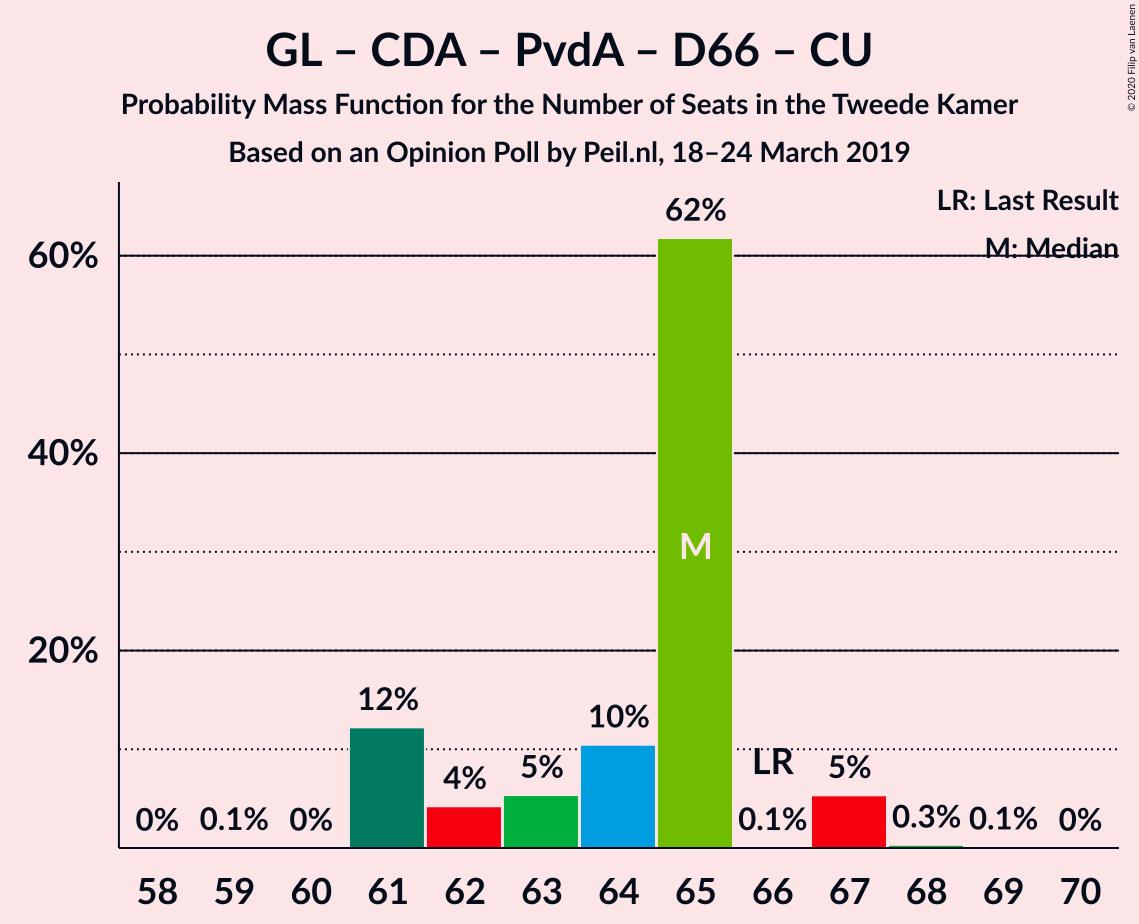 GL – CDA – PvdA – D66 – CU
Probability Mass Function for the Number of Seats in the Tweede Kamer
Based on an Opinion Poll by Peil.nl, 18–24 March 2019
© 2020 Filip van Laenen
LR: Last Result
M: Median
60%
40%
20%
0%
0.1%
0%
12%
4%
5%
10%
62%
M
LR
0.1%
5%
0.3%
0.1%
0%
58 59 60 61 62 63 64 65 66 67 68 69 70